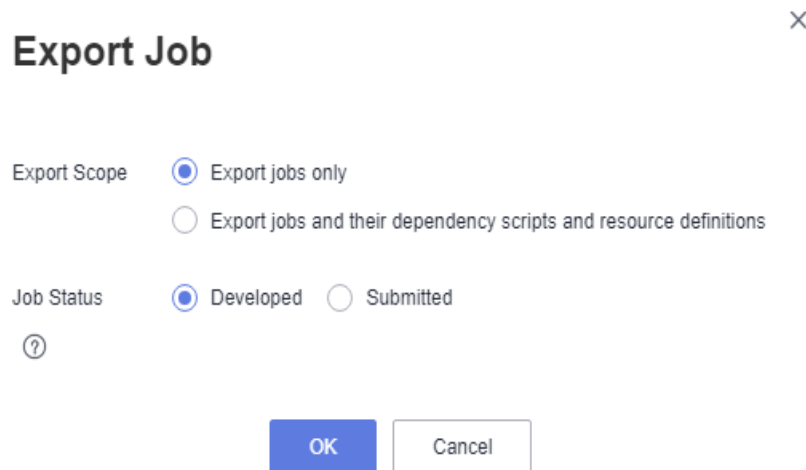 Export Job
Export Scope Export jobs only
Export jobs and their dependency scripts and resource definitions
Job Status Developed Submitted
?
OK Cancel